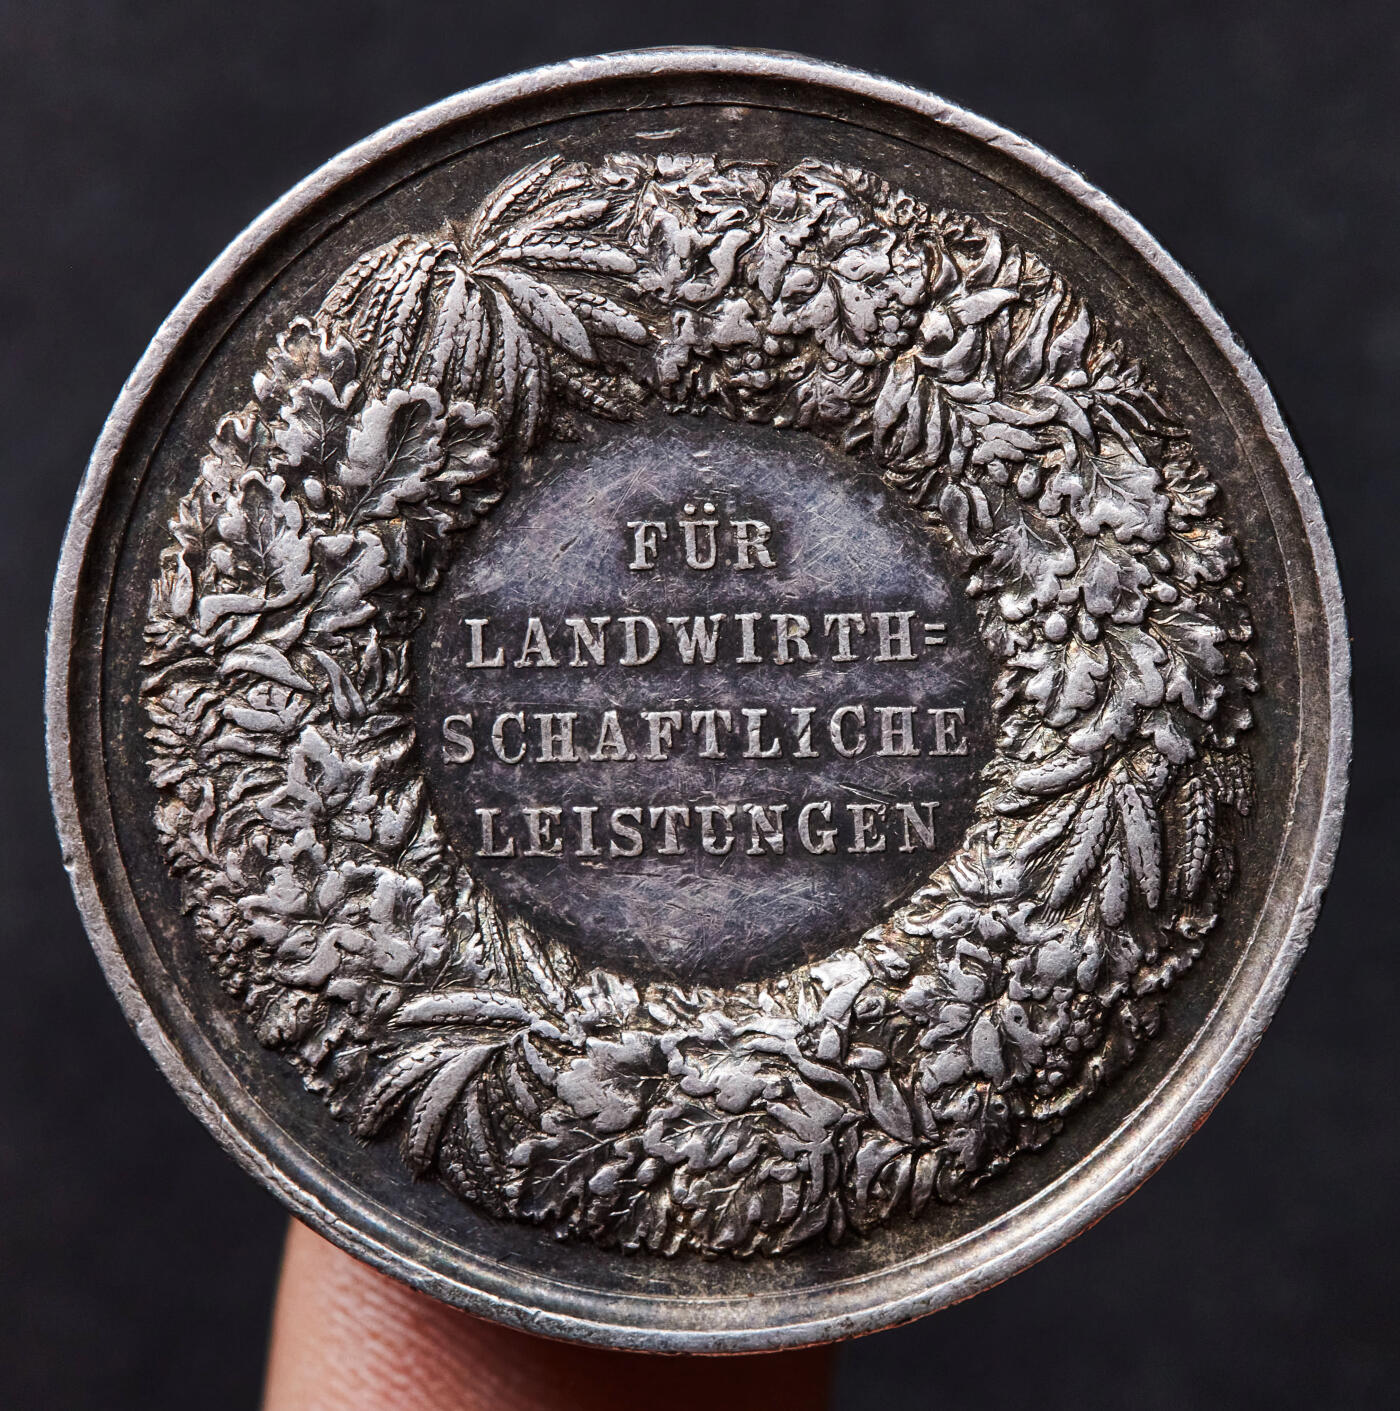 FÜR
LANDWIRTH=
SCHAFTLICHE
LEISTUNGEN